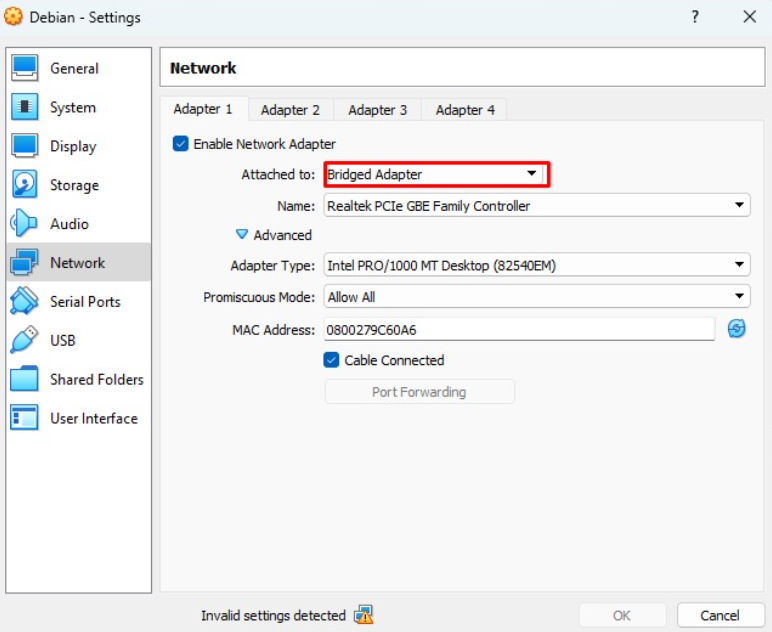 Debian - Settings
? ×
General
System
Display
Storage
Audio
Network
Serial Ports
USB
Shared Folders
User Interface
Network
Adapter 1 Adapter 2 Adapter 3 Adapter 4
Enable Network Adapter
Attached to: Bridged Adapter
Name: Realtek PCIe GBE Family Controller
Advanced
Adapter Type: Intel PRO/1000 MT Desktop (82540EM)
Promiscuous Mode: Allow All
MAC Address: 0800279C60A6
Cable Connected
Port Forwarding
Invalid settings detected
OK Cancel